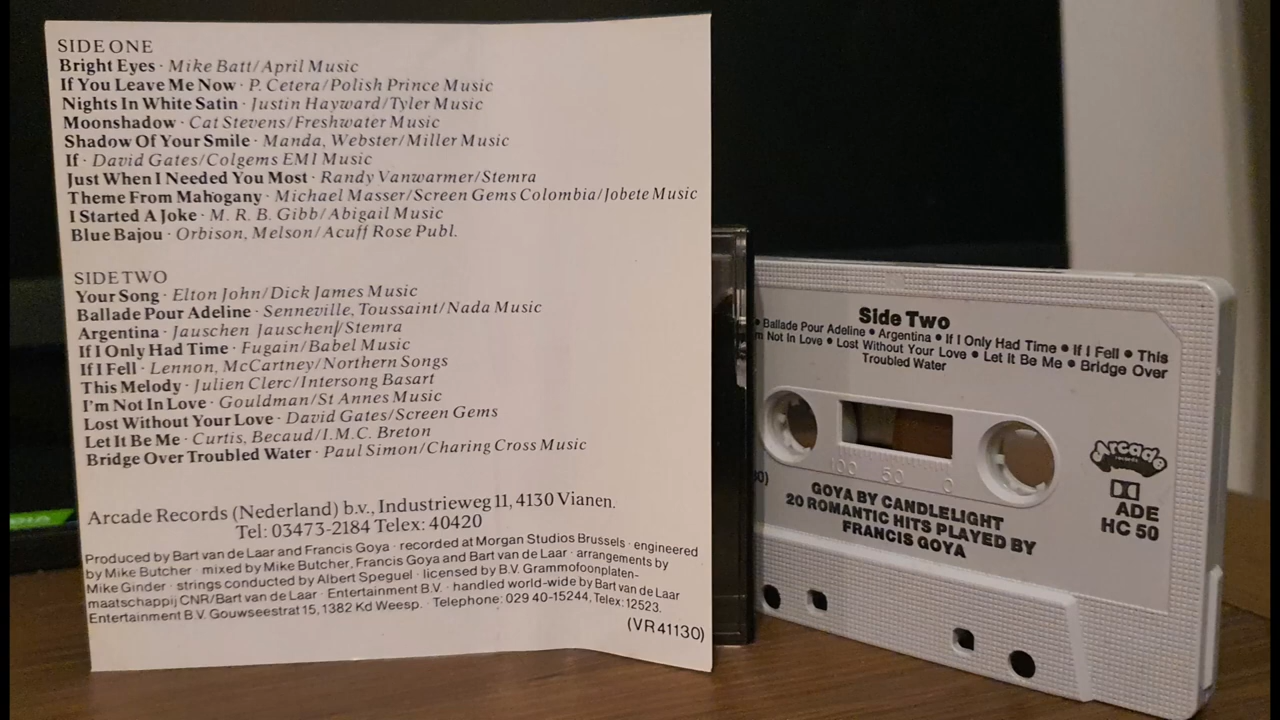 SIDE ONE
Bright Eyes · Mike Batt/April Music
If You Leave Me Now · P. Cetera/Polish Prince Music
Nights In White Satin · Justin Hayward/Tyler Music
Moonshadow · Cat Stevens/Freshwater Music
Shadow Of Your Smile · Manda, Webster/Miller Music
If · David Gates/Colgems EMI Music
Just When I Needed You Most · Randy Vanwarmer/Stemra
Theme From Mahogany · Michael Masser/Screen Gems Colombia/Jobete Music
I Started A Joke · M. R. B. Gibb/Abigail Music
Blue Bajou · Orbison, Melson/Acuff Rose Publ.
SIDE TWO
Your Song · Elton John/Dick James Music
Ballade Pour Adeline · Senneville, Toussaint/Nada Music
Argentina · Jauschen Jauschen/Stemra
If I Only Had Time · Fugain/Babel Music
If I Fell · Lennon, McCartney/Northern Songs
This Melody · Julien Clerc/Intersong Basart
I'm Not In Love · Gouldman/St Annes Music
Lost Without Your Love · David Gates/Screen Gems
Let It Be Me · Curtis, Becaud/I.M.C. Breton
Bridge Over Troubled Water · Paul Simon/Charing Cross Music
Arcade Records (Nederland) b.v., Industrieweg 11, 4130 Vianen.
Tel: 03473-2184 Telex: 40420
Produced by Bart van de Laar and Francis Goya · recorded at Morgan Studios Brussels · engineered
by Mike Butcher · mixed by Mike Butcher, Francis Goya and Bart van de Laar · arrangements by
Mike Ginder · strings conducted by Albert Speguel · licensed by B.V. Grammofoonplaten-
maatschappij CNR/Bart van de Laar · Entertainment B.V. · handled world-wide by Bart van de Laar
Entertainment B.V. Gouwseestrat 15, 1382 Kd Weesp. · Telephone: 029 40-15244, Telex: 12523.
(VR 41130)
Side Two
• Ballade Pour Adeline • Argentina • If I Only Had Time • If I Fell • This
m Not In Love • Lost Without Your Love • Let It Be Me • Bridge Over
Troubled Water
100 50 0
Arcade
records
ADE
HC 50
GOYA BY CANDLELIGHT
20 ROMANTIC HITS PLAYED BY
FRANCIS GOYA